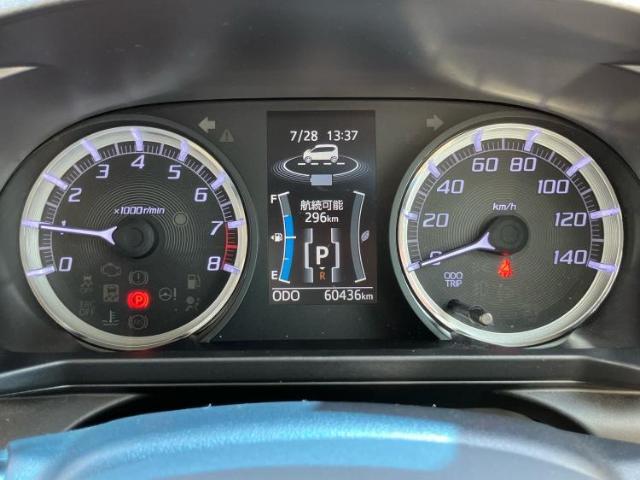 7/28 13:37
4 5
3 6
2 7
1 8
0
×1000r/min
P
F
航続可能
296km
P
R
E
ODO 60436km
60 80
40 100
20 120
0 140
km/h
ODO
TRIP